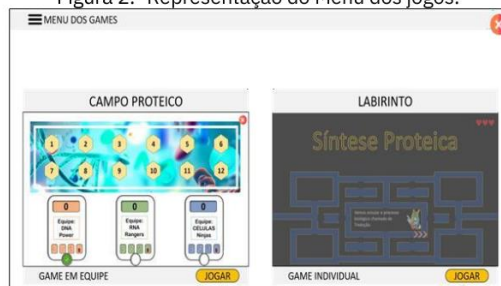 Figura 2: Representação do Menu dos jogos.
MENU DOS GAMES
X
CAMPO PROTEICO
1 2 3 4 5 6
7 8 9 10 11 12
0
Equipe:
DNA
Power
0
Equipe:
RNA
Rangers
0
Equipe:
CÉLULAS
Ninjas
GAME EM EQUIPE
JOGAR
LABIRINTO
Síntese Proteica
GAME INDIVIDUAL
JOGAR